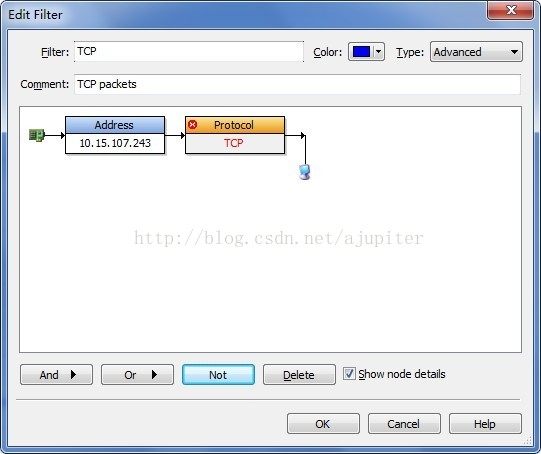 Edit Filter
Filter: TCP Color: Type: Advanced
Comment: TCP packets
Address Protocol
10.15.107.243 TCP
http://blog.csdn.net/ajupiter
And Or Not Delete Show node details
OK Cancel Help